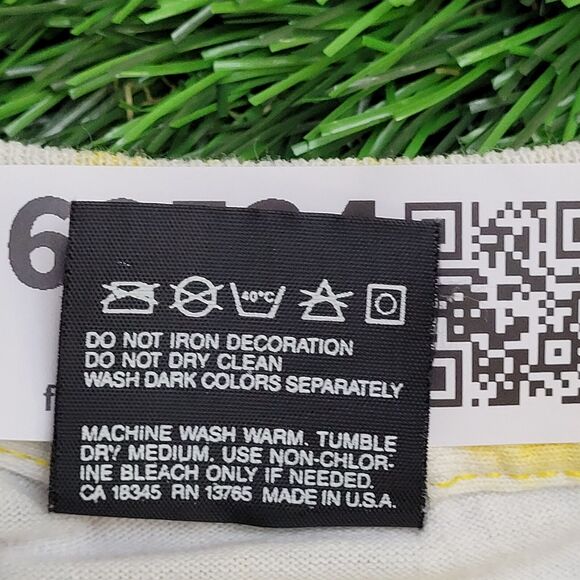 40°C
DO NOT IRON DECORATION
DO NOT DRY CLEAN
WASH DARK COLORS SEPARATELY
MACHINE WASH WARM. TUMBLE
DRY MEDIUM. USE NON-CHLOR-
INE BLEACH ONLY IF NEEDED.
CA 18345 RN 13765 MADE IN U.S.A.